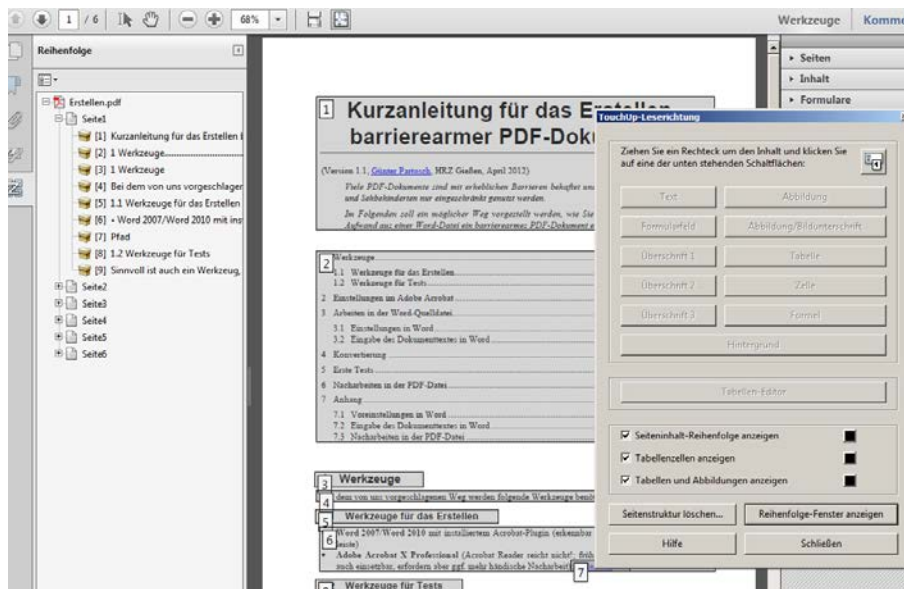 1 / 6
68%
Werkzeuge
Komme
Reihenfolge
Erstellen.pdf
Seite1
[1] Kurzanleitung für das Erstellen
[2] 1 Werkzeuge
[3] 1 Werkzeuge
[4] Bei dem von uns vorgeschlager
[5] 1.1 Werkzeuge für das Erstellen
[6] • Word 2007/Word 2010 mit ins
[7] Pfad
[8] 1.2 Werkzeuge für Tests
[9] Sinnvoll ist auch ein Werkzeug,
Seite2
Seite3
Seite4
Seite5
Seite6
1
Kurzanleitung für das Erstellen
barrierearmer PDF-Dok
(Version 1.1, Günter Partosch, HRZ Gießen, April 2012)
Viele PDF-Dokumente sind mit erheblichen Barrieren behaftet und
und Sehbehinderten nur eingeschränkt genutzt werden.
Im Folgenden soll ein möglicher Weg vorgestellt werden, wie Sie
Aufwand aus einer Word-Datei ein barrierearmes PDF-Dokument e
2
Werkzeuge
1.1 Werkzeuge für das Erstellen
1.2 Werkzeuge für Tests
2 Einstellungen im Adobe Acrobat
3 Arbeiten in der Word-Quelldatei
3.1 Einstellungen in Word
3.2 Eingabe des Dokumenttextes in Word
4 Konvertierung
5 Erste Tests
6 Nacharbeiten in der PDF-Datei
7 Anhang
7.1 Voreinstellungen in Word
7.2 Eingabe des Dokumenttextes in Word
7.3 Nacharbeiten in der PDF-Datei
3 Werkzeuge
4 dem von uns vorgeschlagenen Weg werden folgende Werkzeuge benöt
5 Werkzeuge für das Erstellen
6 Word 2007/Word 2010 mit installiertem Acrobat-Plugin (erkennbar
leiste)
• Adobe Acrobat X Professional (Acrobat Reader reicht nicht; früh
auch einsetzbar, erfordern aber ggf. mehr händische Nacharbeit)
7
Werkzeuge für Tests
Seiten
Inhalt
Formulare
TouchUp-Leserichtung
Ziehen Sie ein Rechteck um den Inhalt und klicken Sie
auf eine der unten stehenden Schaltflächen:
Text
Abbildung
Formularfeld
Abbildung/Bildunterschrift
Überschrift 1
Tabelle
Überschrift 2
Zelle
Überschrift 3
Formel
Hintergrund
Tabellen-Editor
Seiteninhalt-Reihenfolge anzeigen
Tabellenzellen anzeigen
Tabellen und Abbildungen anzeigen
Seitenstruktur löschen...
Reihenfolge-Fenster anzeigen
Hilfe
Schließen